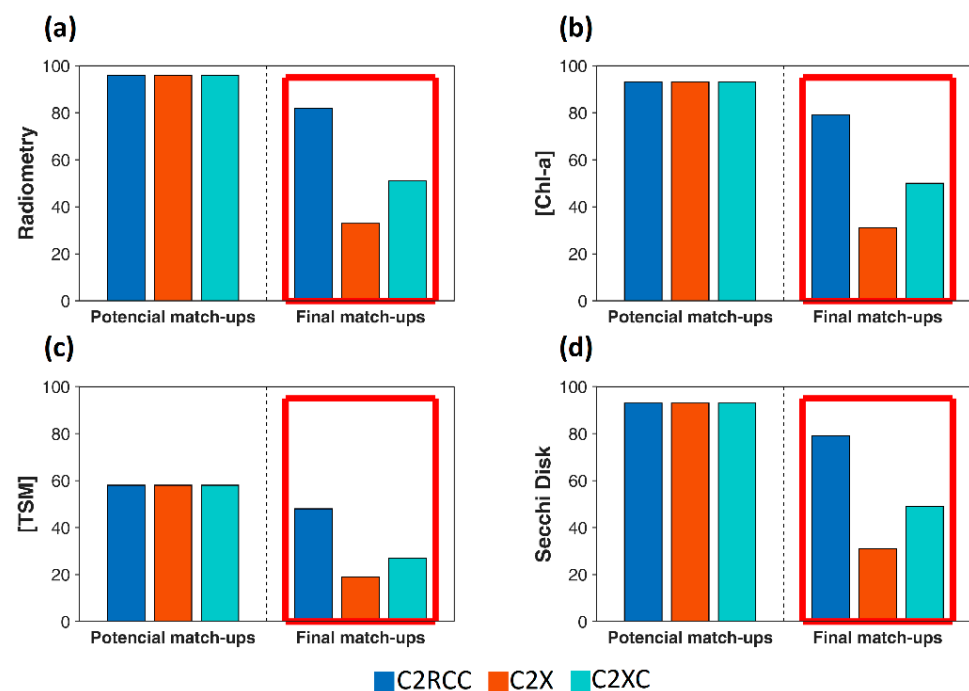 (a)
100
80
60
40
20
0
Radiometry
Potencial match-ups
Final match-ups
(b)
100
80
60
40
20
0
[Chl-a]
Potencial match-ups
Final match-ups
(c)
100
80
60
40
20
0
[TSM]
Potencial match-ups
Final match-ups
(d)
100
80
60
40
20
0
Secchi Disk
Potencial match-ups
Final match-ups
C2RCC C2X C2XC